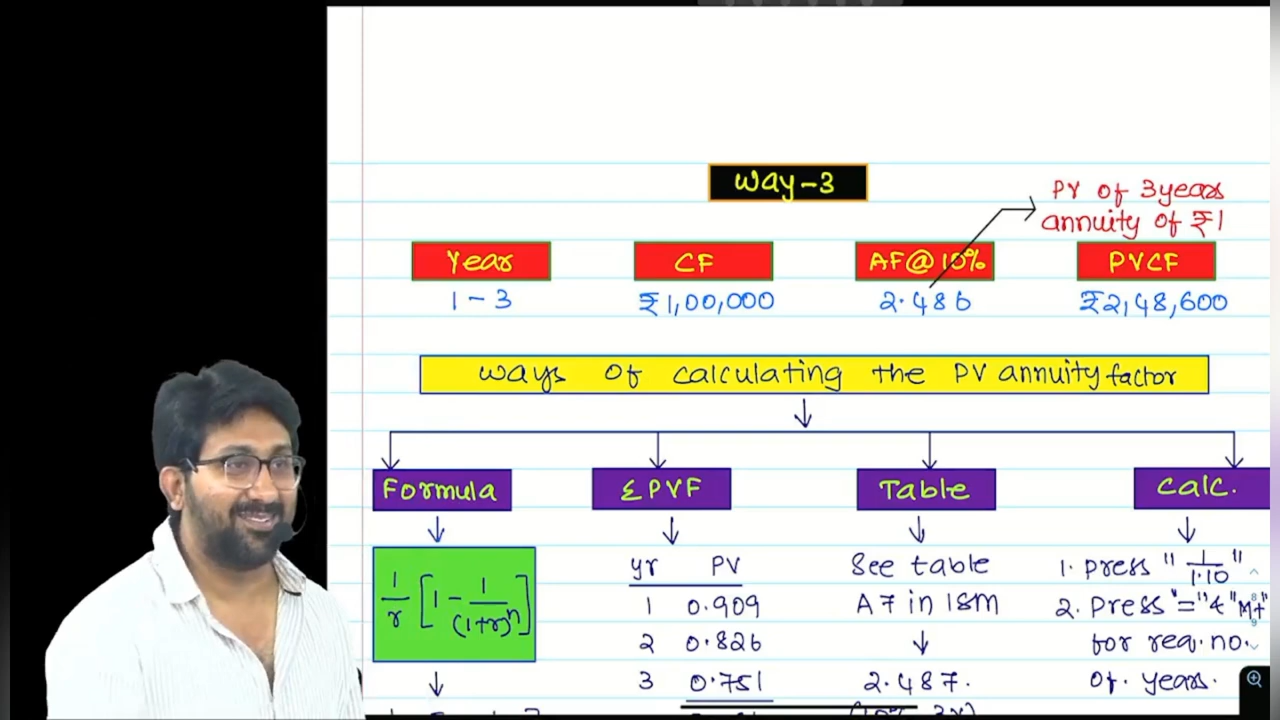 Way-3
PV of 3years
annuity of ₹1
Year CF AF@10% PVCF
1-3 ₹1,00,000 2.486 ₹2,48,600
Ways of calculating the PV annuity factor
Formula ΣPVF Table Calc.
1/r [1 - 1/(1+r)^n]
yr PV
1 0.909
2 0.826
3 0.751
See table
A7 in ISM
2.487.
1. Press "1/1.10"
2. Press "=" & "M+"
for req. no.
of. years.